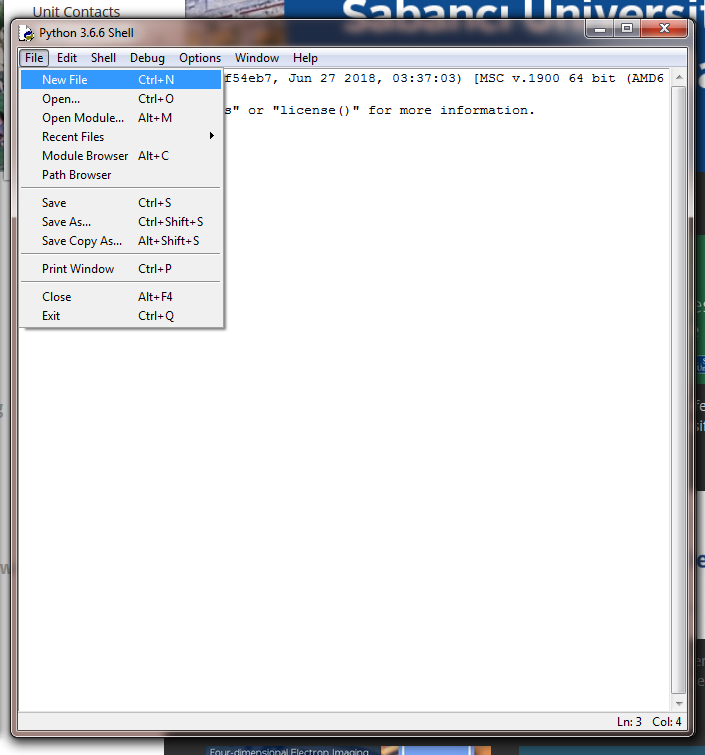 Unit Contacts
Sabancı Universit
Python 3.6.6 Shell
File Edit Shell Debug Options Window Help
f54eb7, Jun 27 2018, 03:37:03) [MSC v.1900 64 bit (AMD6
s" or "license()" for more information.
New File Ctrl+N
Open... Ctrl+O
Open Module... Alt+M
Recent Files
Module Browser Alt+C
Path Browser
Save Ctrl+S
Save As... Ctrl+Shift+S
Save Copy As... Alt+Shift+S
Print Window Ctrl+P
Close Alt+F4
Exit Ctrl+Q
Ln: 3 Col: 4
Four-dimensional Electron Imaging